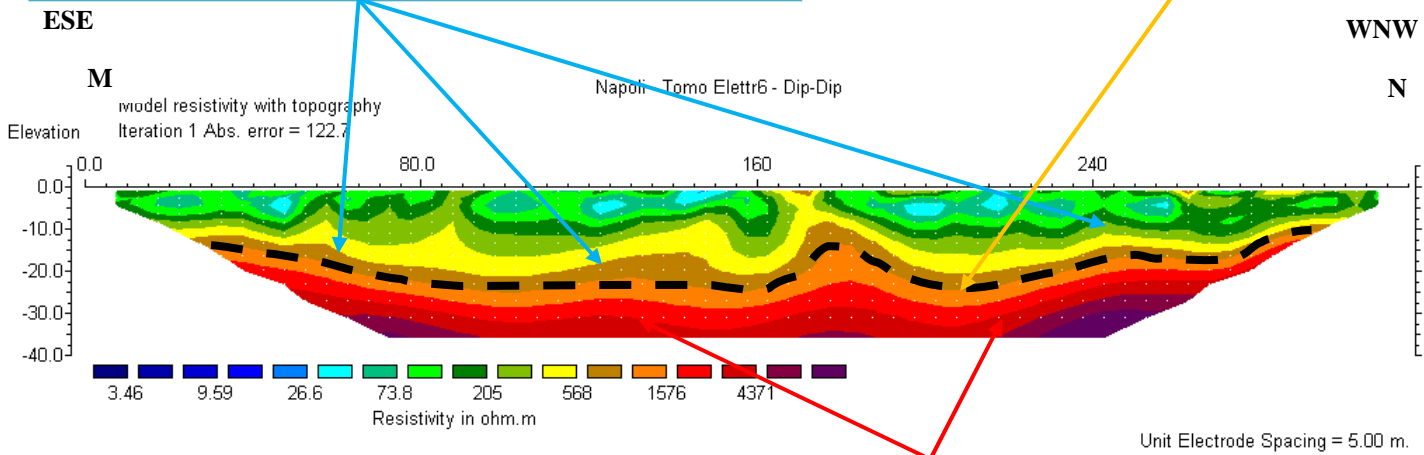 ESE
WNW
M
Napoli - Tomo Elettr6 - Dip-Dip
N
Model resistivity with topography
Elevation Iteration 1 Abs. error = 122.7
0.0 80.0 160 240
0.0
-10.0
-20.0
-30.0
-40.0
3.46 9.59 26.6 73.8 205 568 1576 4371
Resistivity in ohm.m
Unit Electrode Spacing = 5.00 m.